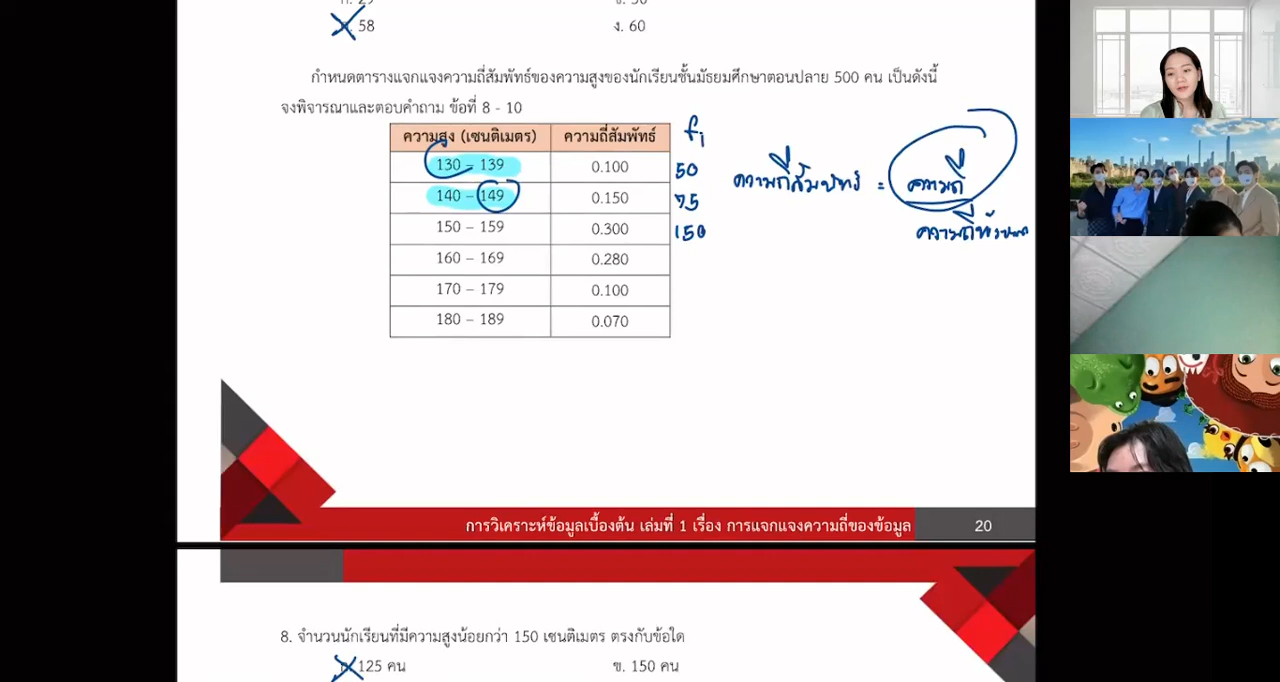 58
ง. 60
กำหนดตารางแจกแจงความถี่สัมพัทธ์ของความสูงของนักเรียนชั้นมัธยมศึกษาตอนปลาย 500 คน เป็นดังนี้
จงพิจารณาและตอบคำถาม ข้อที่ 8 - 10
ความสูง (เซนติเมตร) ความถี่สัมพัทธ์ fi
130 – 139 0.100 50
140 – 149 0.150 75
150 – 159 0.300 150
160 – 169 0.280
170 – 179 0.100
180 – 189 0.070
ความถี่สัมพัทธ์ = ความถี่
ความถี่ทั้งหมด
การวิเคราะห์ข้อมูลเบื้องต้น เล่มที่ 1 เรื่อง การแจกแจงความถี่ของข้อมูล 20
8. จำนวนนักเรียนที่มีความสูงน้อยกว่า 150 เซนติเมตร ตรงกับข้อใด
125 คน
ข. 150 คน